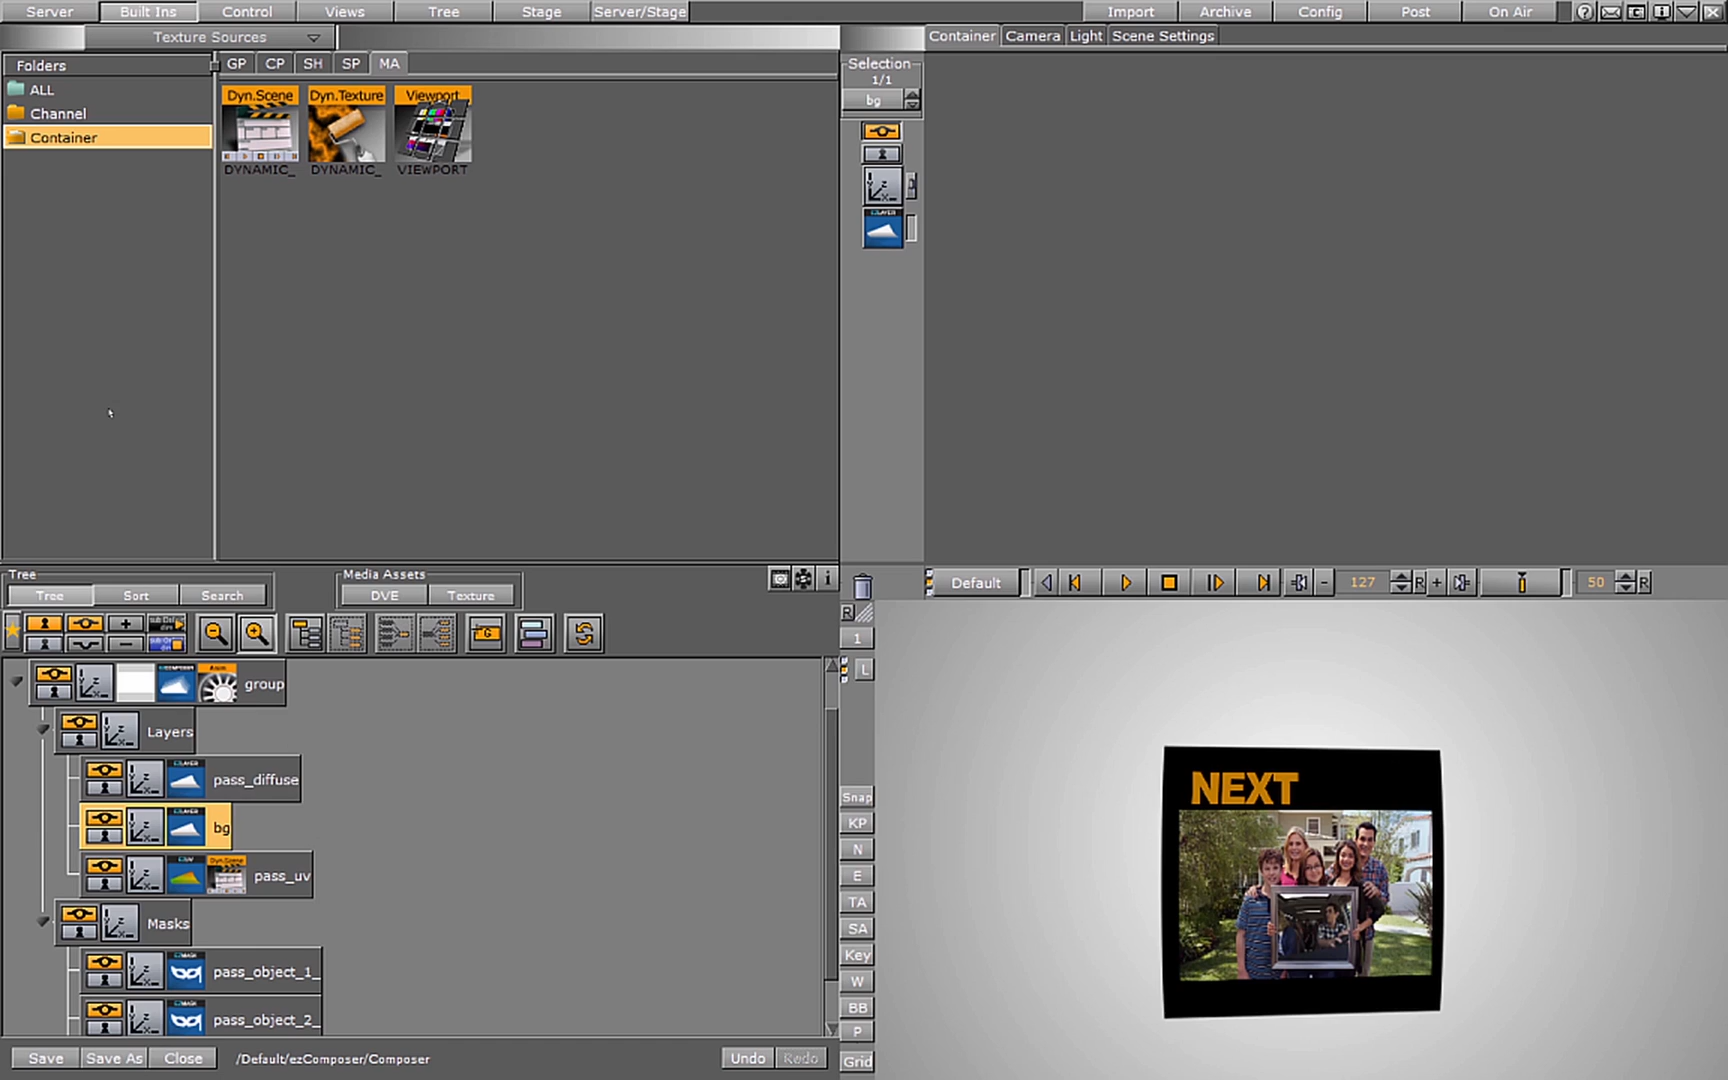 Server Built Ins Control Views Tree Stage Server/Stage Import Archive Config Post On Air
Texture Sources
Folders
ALL
Channel
Container
GP CP SH SP MA
Dyn.Scene Dyn.Texture Viewport
DYNAMIC_ DYNAMIC_ VIEWPORT
Container Camera Light Scene Settings
Selection
1/1
bg
Tree
Tree Sort Search
Media Assets
DVE Texture
Default 127 R 50 R
group
Layers
pass_diffuse
bg
pass_uv
Masks
pass_object_1_
pass_object_2_
R
1
L
Snap
KP
N
E
TA
SA
Key
W
BB
P
Grid
NEXT
Save Save As Close /Default/ezComposer/Composer Undo Redo